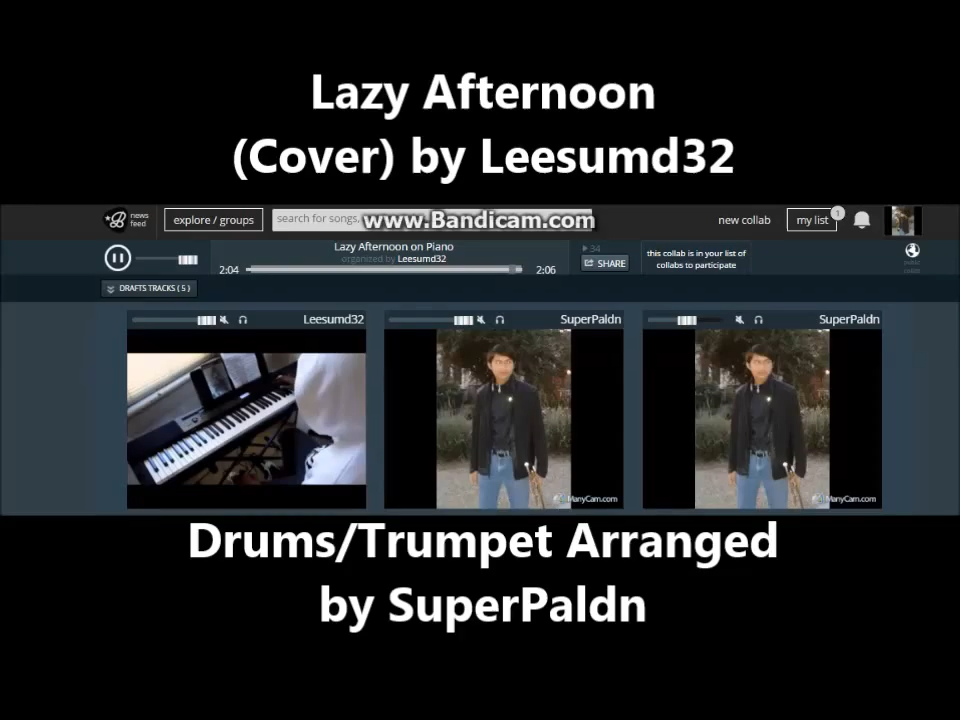 Lazy Afternoon
(Cover) by Leesumd32
news
feed
explore / groups
search for songs,
www.Bandicam.com
new collab
my list
1
Lazy Afternoon on Piano
organized by Leesumd32
2:04
2:06
34
SHARE
this collab is in your list of
collabs to participate
DRAFTS TRACKS ( 5 )
Leesumd32
SuperPaldn
SuperPaldn
ManyCam.com
ManyCam.com
Drums/Trumpet Arranged
by SuperPaldn